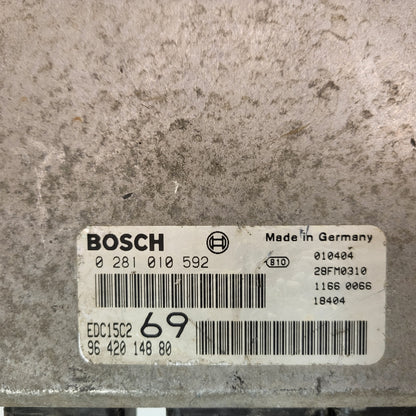 BOSCH
Made in Germany
0 281 010 592
810
010404
28FM0310
1166 0066
18404
EDC15C2 69
96 420 148 80